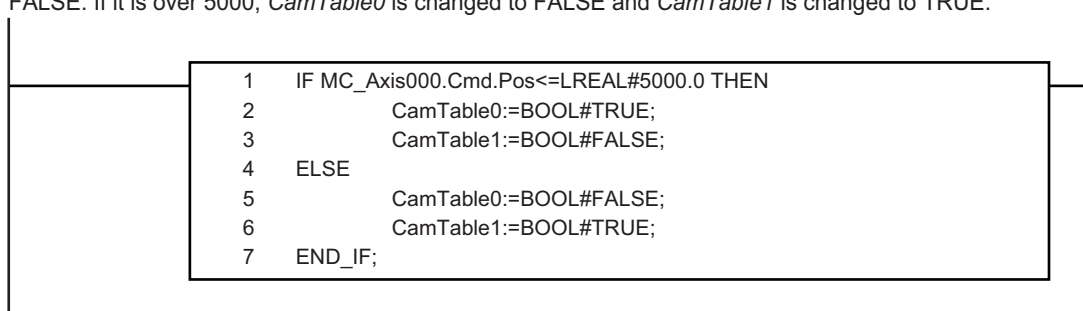 FALSE. If it is over 5000, CamTable0 is changed to FALSE and CamTable1 is changed to TRUE.
1 IF MC_Axis000.Cmd.Pos<=LREAL#5000.0 THEN
2 CamTable0:=BOOL#TRUE;
3 CamTable1:=BOOL#FALSE;
4 ELSE
5 CamTable0:=BOOL#FALSE;
6 CamTable1:=BOOL#TRUE;
7 END_IF;